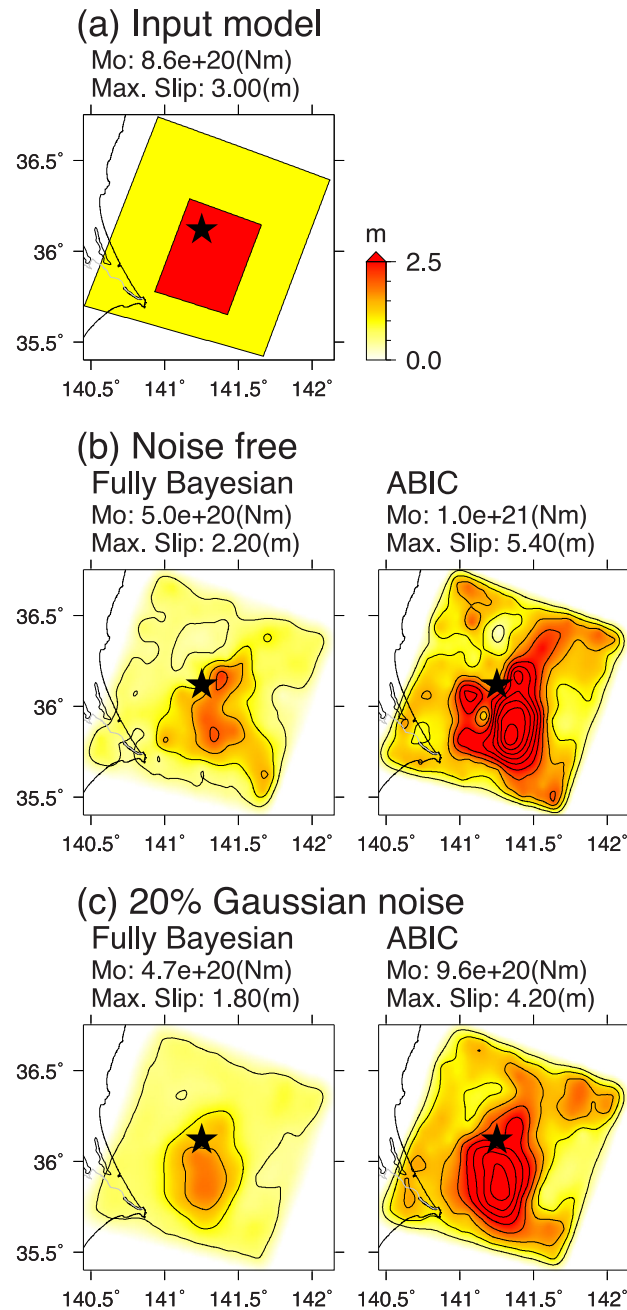 (a) Input model
Mo: 8.6e+20(Nm)
Max. Slip: 3.00(m)
36.5˚
36˚
35.5˚
140.5˚ 141˚ 141.5˚ 142˚
m
2.5
0.0
(b) Noise free
Fully Bayesian
Mo: 5.0e+20(Nm)
Max. Slip: 2.20(m)
ABIC
Mo: 1.0e+21(Nm)
Max. Slip: 5.40(m)
36.5˚
36˚
35.5˚
140.5˚ 141˚ 141.5˚ 142˚
140.5˚ 141˚ 141.5˚ 142˚
(c) 20% Gaussian noise
Fully Bayesian
Mo: 4.7e+20(Nm)
Max. Slip: 1.80(m)
ABIC
Mo: 9.6e+20(Nm)
Max. Slip: 4.20(m)
36.5˚
36˚
35.5˚
140.5˚ 141˚ 141.5˚ 142˚
140.5˚ 141˚ 141.5˚ 142˚